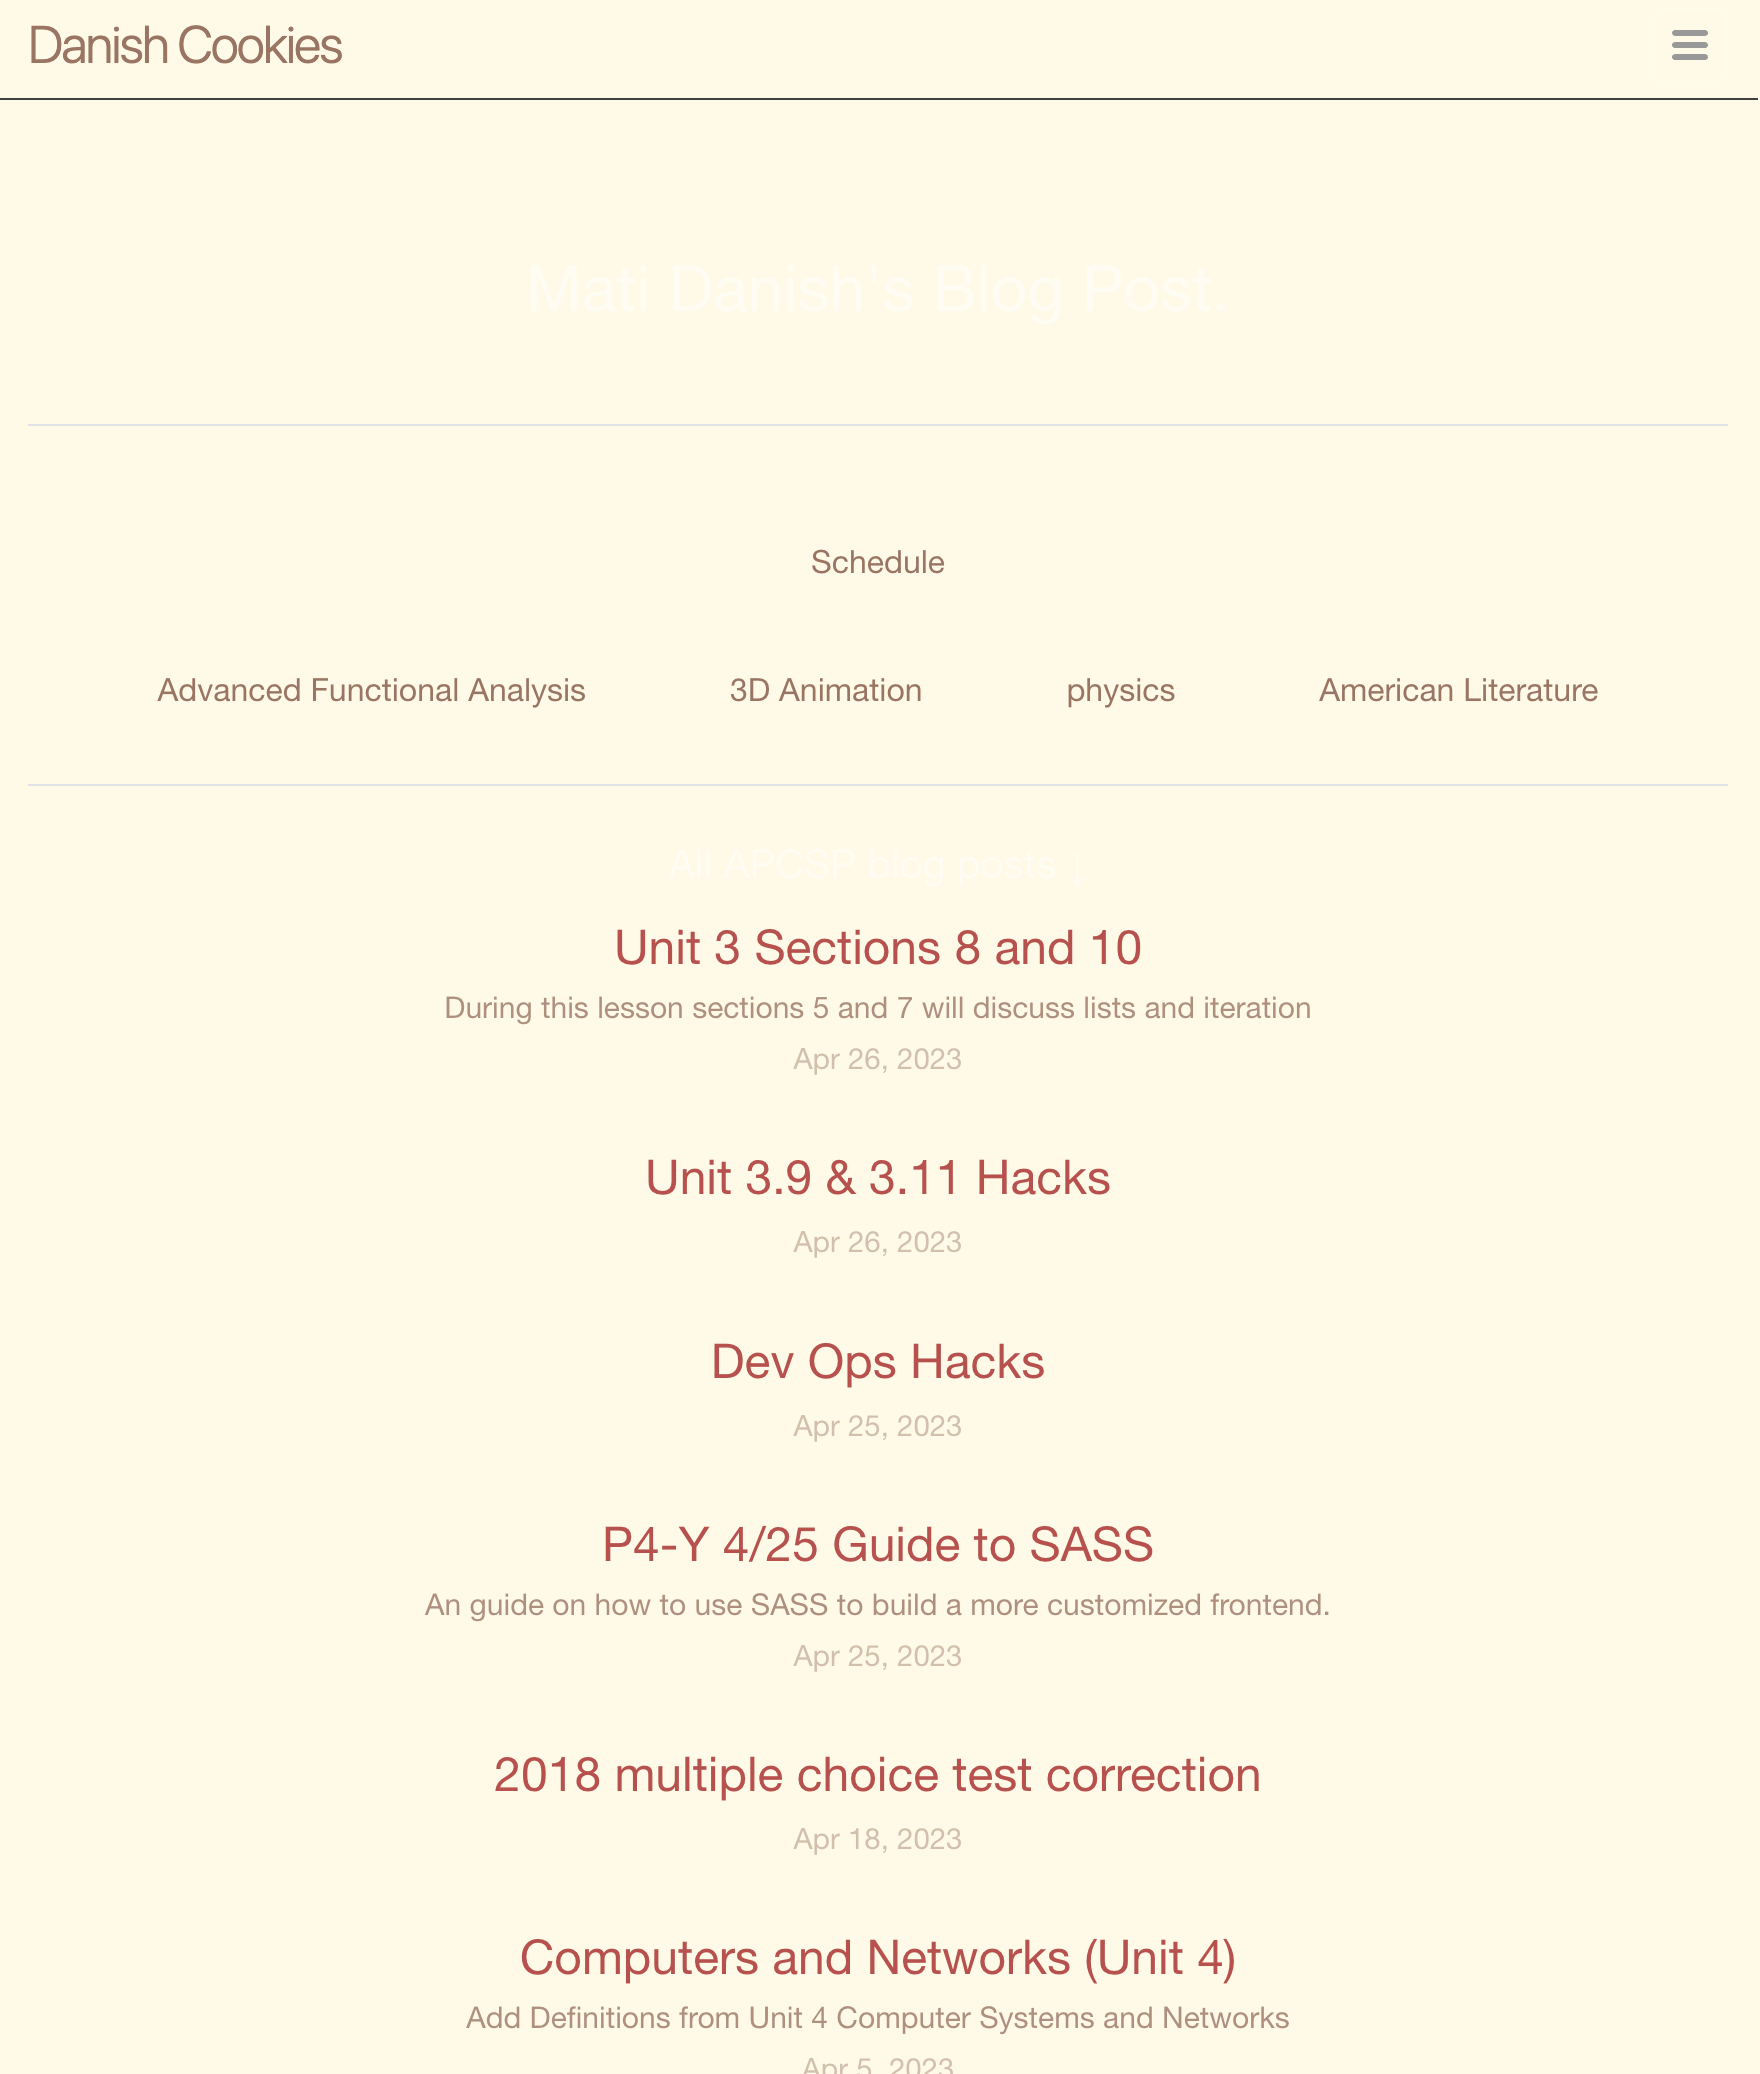 Danish Cookies
Mati Danish's Blog Post.
Schedule
Advanced Functional Analysis 3D Animation physics American Literature
All APCSP blog posts ↓
Unit 3 Sections 8 and 10
During this lesson sections 5 and 7 will discuss lists and iteration
Apr 26, 2023
Unit 3.9 & 3.11 Hacks
Apr 26, 2023
Dev Ops Hacks
Apr 25, 2023
P4-Y 4/25 Guide to SASS
An guide on how to use SASS to build a more customized frontend.
Apr 25, 2023
2018 multiple choice test correction
Apr 18, 2023
Computers and Networks (Unit 4)
Add Definitions from Unit 4 Computer Systems and Networks
Apr 5, 2023